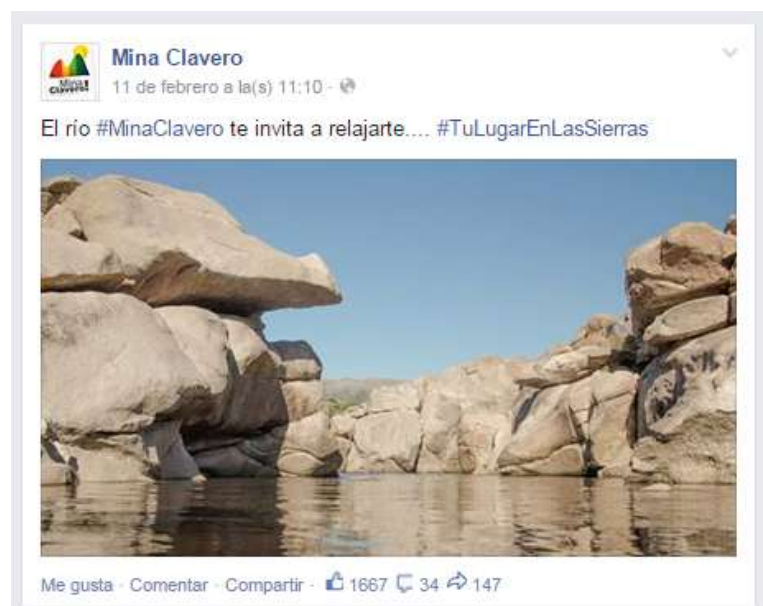 Mina Clavero
11 de febrero a la(s) 11:10 ·
El río #MinaClavero te invita a relajarte.... #TuLugarEnLasSierras
Me gusta · Comentar · Compartir · 1667 34 147